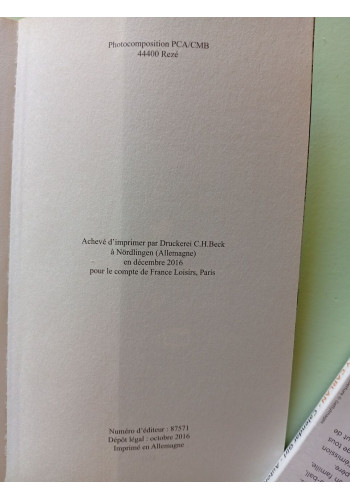 Photocomposition PCA/CMB
44400 Rezé
Achevé d'imprimer par Druckerei C.H.Beck
à Nördlingen (Allemagne)
en décembre 2016
pour le compte de France Loisirs, Paris
Numéro d'éditeur : 87571
Dépôt légal : octobre 2016
Imprimé en Allemagne